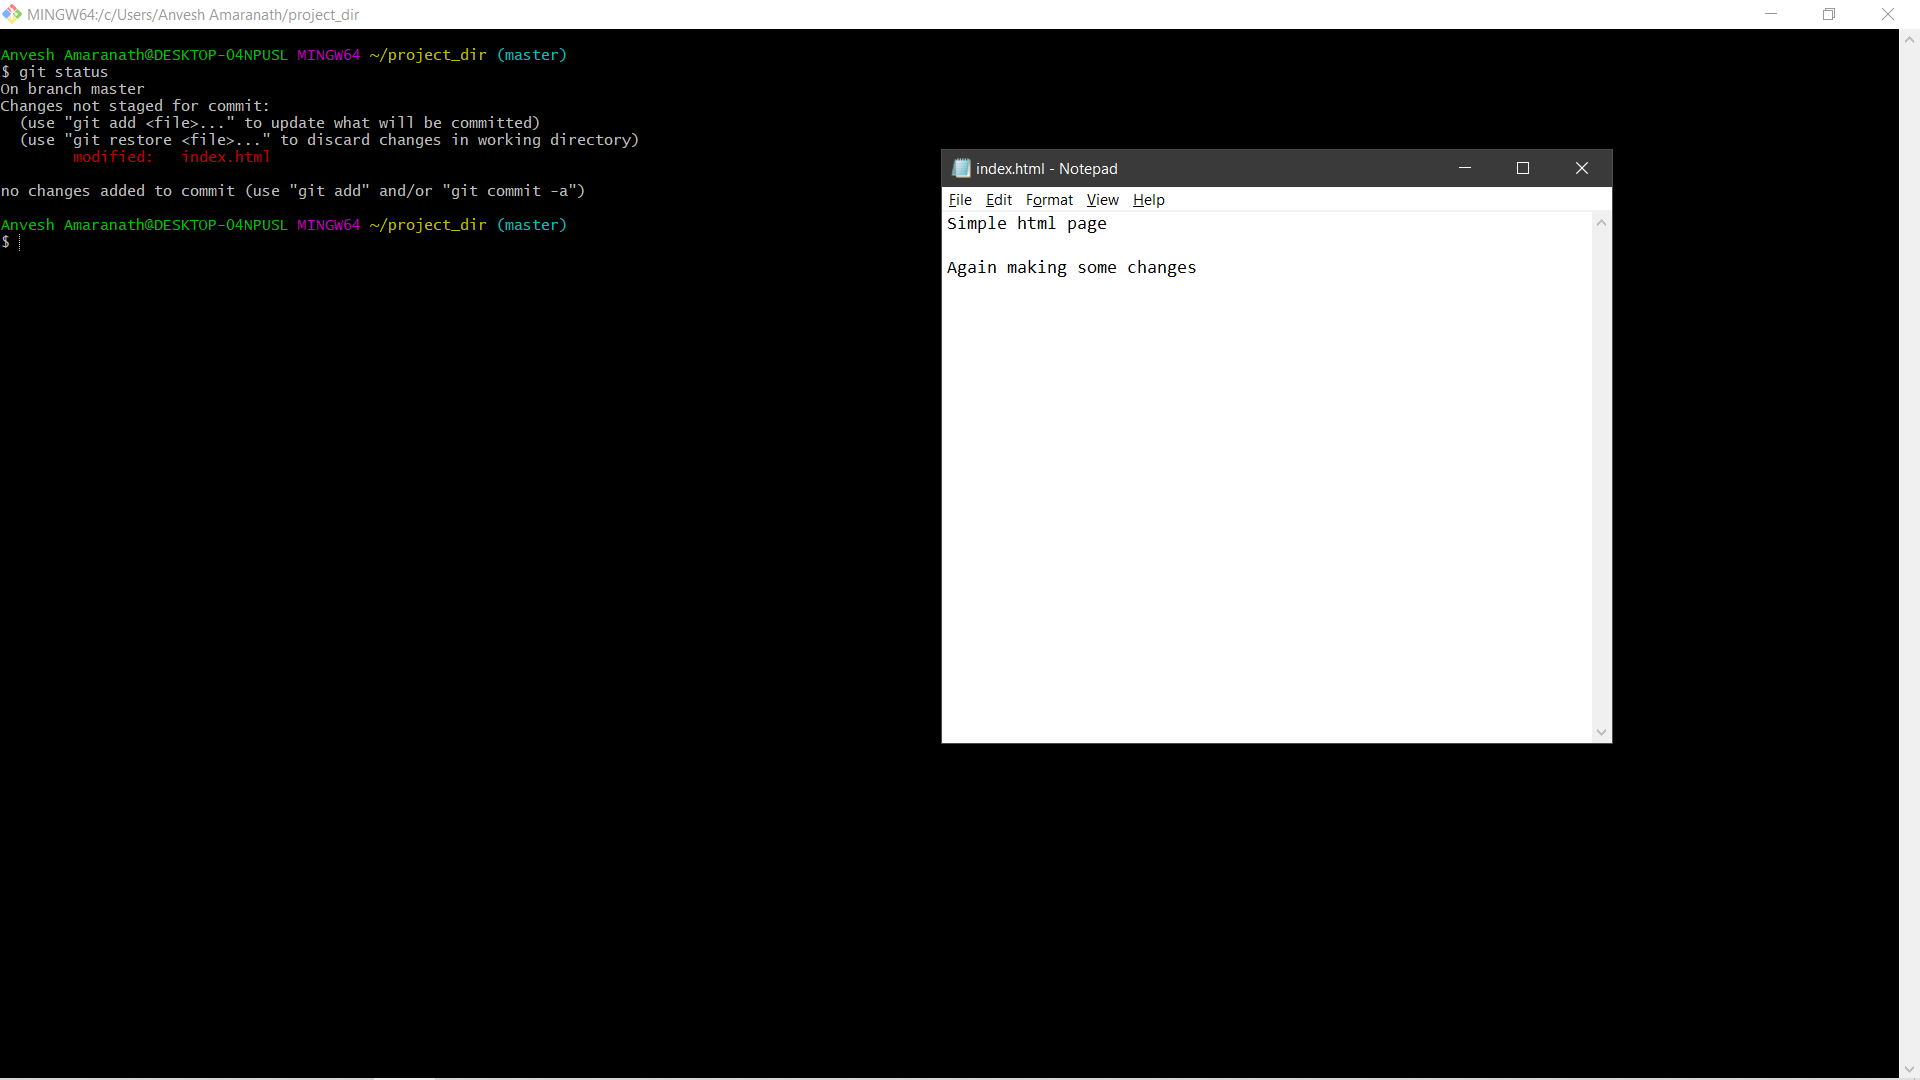 MINGW64:/c/Users/Anvesh Amaranath/project_dir
Anvesh Amaranath@DESKTOP-04NPUSL MINGW64 ~/project_dir (master)
$ git status
On branch master
Changes not staged for commit:
  (use "git add <file>..." to update what will be committed)
  (use "git restore <file>..." to discard changes in working directory)
        modified:   index.html
no changes added to commit (use "git add" and/or "git commit -a")
Anvesh Amaranath@DESKTOP-04NPUSL MINGW64 ~/project_dir (master)
$
index.html - Notepad
File Edit Format View Help
Simple html page
Again making some changes